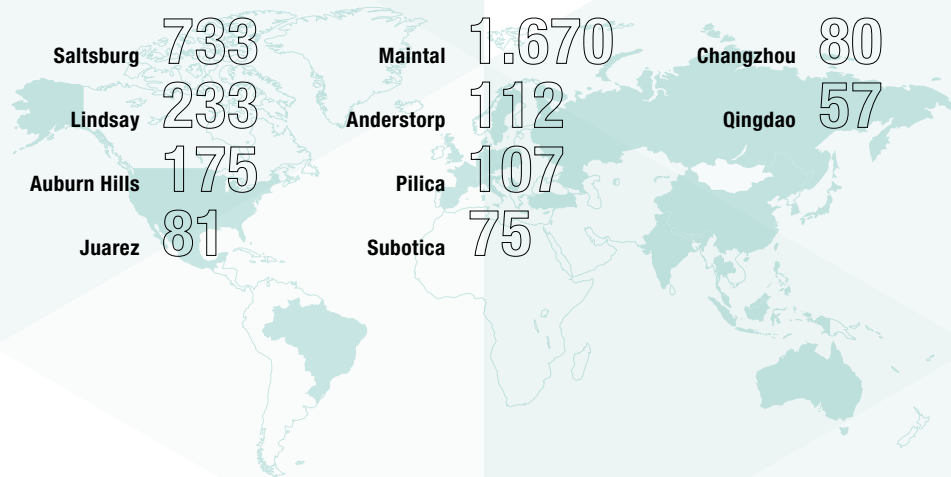 Saltsburg 733
Lindsay 233
Auburn Hills 175
Juarez 81
Maintal 1.670
Anderstorp 112
Pilica 107
Subotica 75
Changzhou 80
Qingdao 57